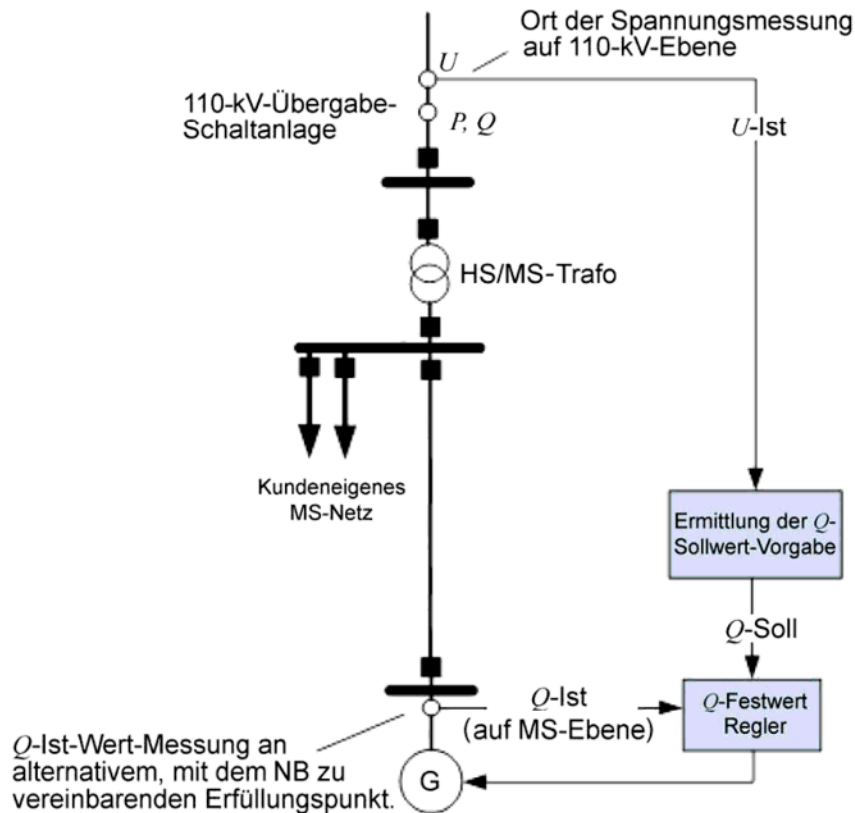 Ort der Spannungsmessung
auf 110-kV-Ebene
U
110-kV-Übergabe-
Schaltanlage
P, Q
U-Ist
HS/MS-Trafo
Kundeneigenes
MS-Netz
Ermittlung der Q-
Sollwert-Vorgabe
Q-Soll
Q-Ist
(auf MS-Ebene)
Q-Festwert
Regler
Q-Ist-Wert-Messung an
alternativem, mit dem NB zu
vereinbarenden Erfüllungspunkt.
G